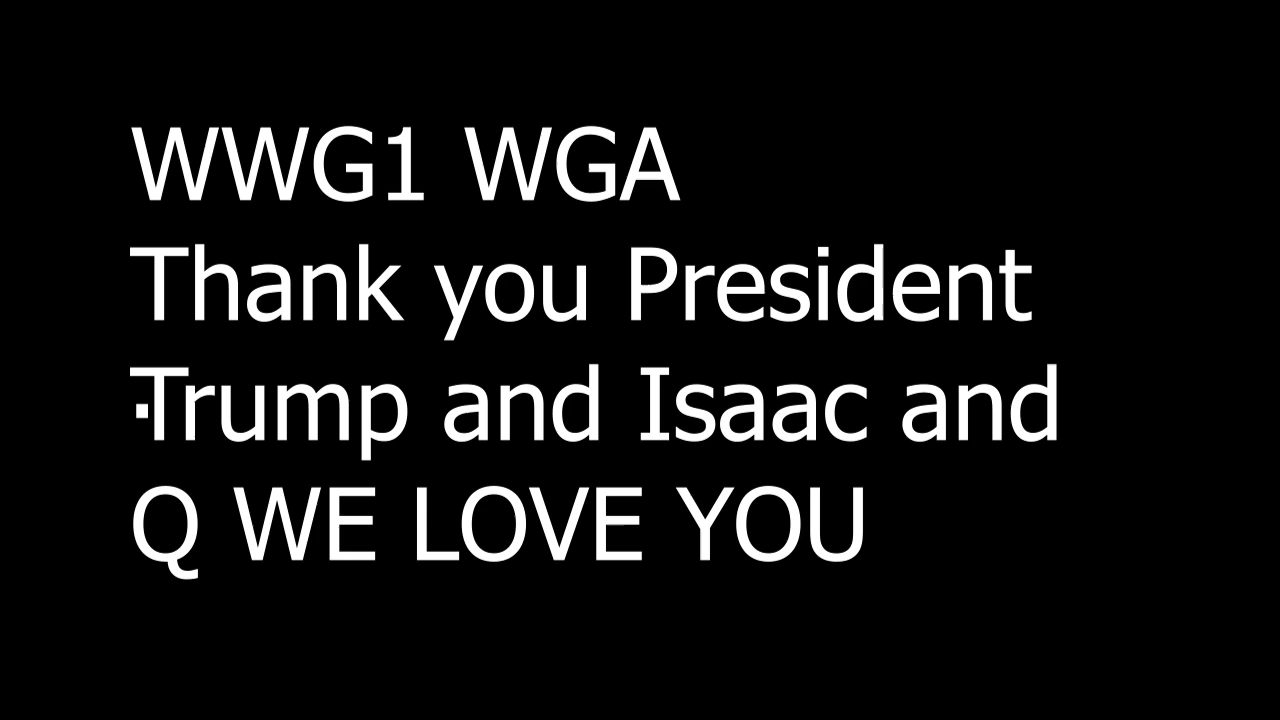 WWG1 WGA
Thank you President
Trump and Isaac and
Q WE LOVE YOU